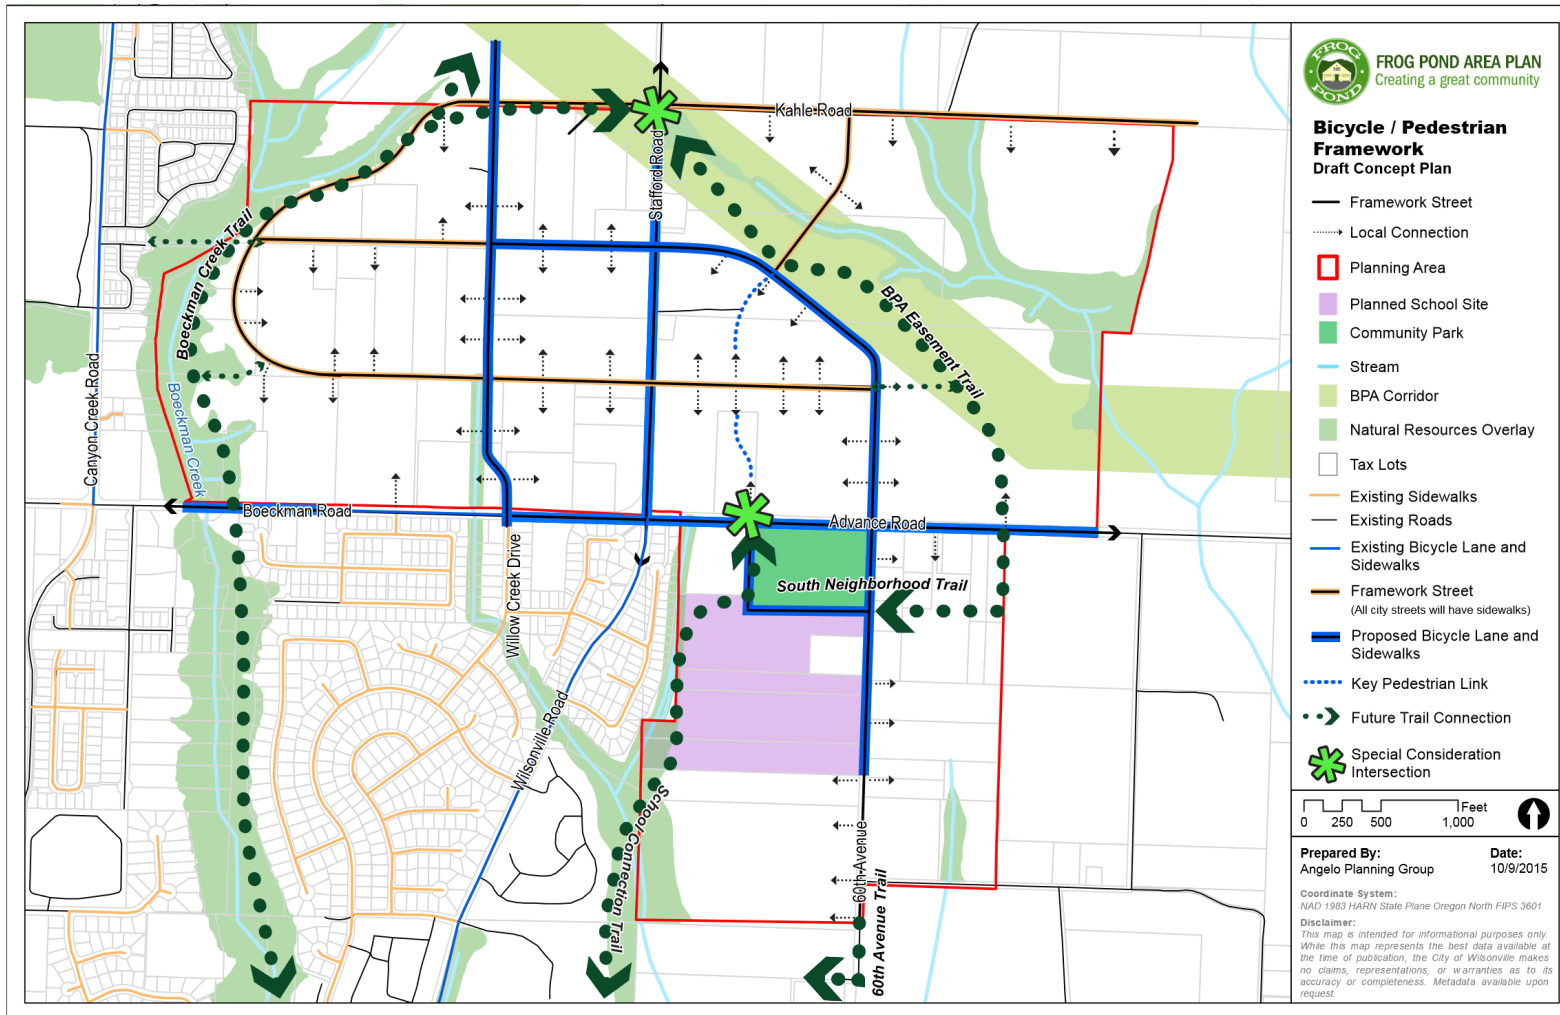 FROG
POND
FROG POND AREA PLAN
Creating a great community
Bicycle / Pedestrian
Framework
Draft Concept Plan
Framework Street
Local Connection
Planning Area
Planned School Site
Community Park
Stream
BPA Corridor
Natural Resources Overlay
Tax Lots
Existing Sidewalks
Existing Roads
Existing Bicycle Lane and
Sidewalks
Framework Street
(All city streets will have sidewalks)
Proposed Bicycle Lane and
Sidewalks
Key Pedestrian Link
Future Trail Connection
Special Consideration
Intersection
Feet
0 250 500 1,000
Prepared By:
Angelo Planning Group
Date:
10/9/2015
Coordinate System:
NAD 1983 HARN State Plane Oregon North FIPS 3601
Disclaimer:
This map is intended for informational purposes only.
While this map represents the best data available at
the time of publication, the City of Wilsonville makes
no claims, representations, or warranties as to its
accuracy or completeness. Metadata available upon
request.
Kahle Road
Stafford Road
Boeckman Creek Trail
BPA Easement Trail
Canyon Creek Road
Boeckman Creek
Boeckman Road
Advance Road
South Neighborhood Trail
Willow Creek Drive
Wilsonville Road
School Connection Trail
60th Avenue
60th Avenue Trail